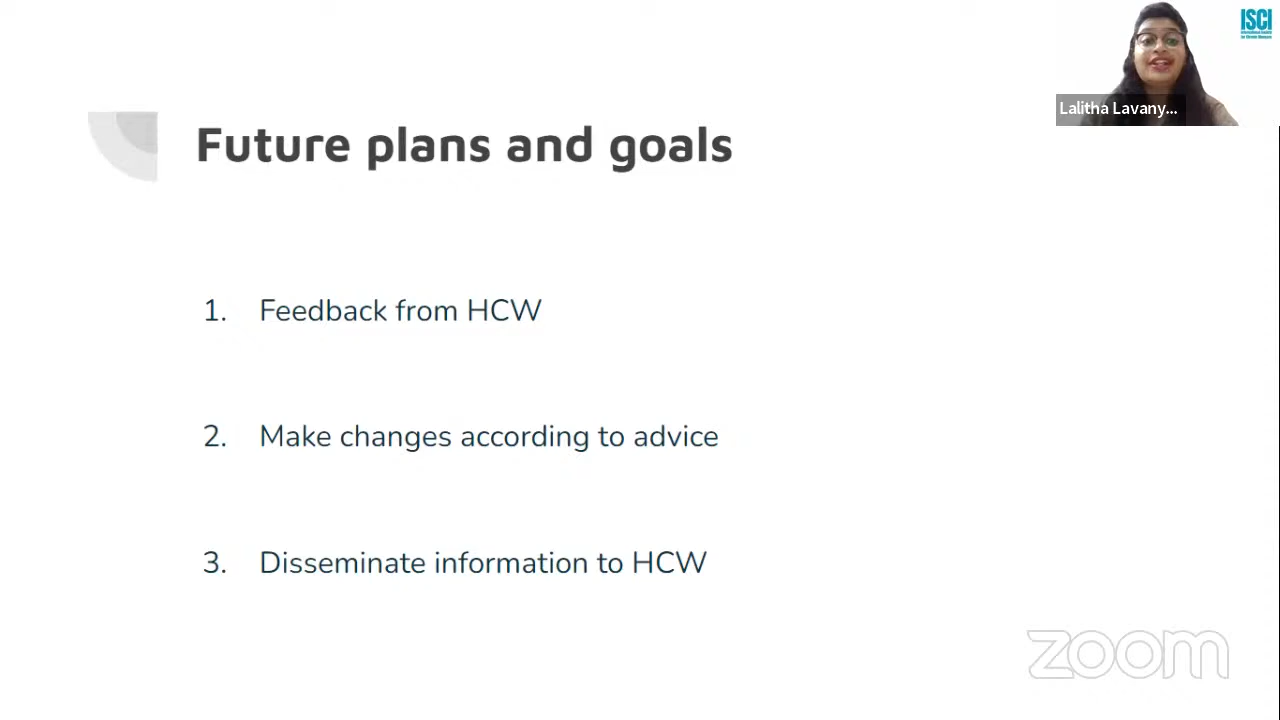 ISCI
Lalitha Lavany...
Future plans and goals
1. Feedback from HCW
2. Make changes according to advice
3. Disseminate information to HCW
zoom